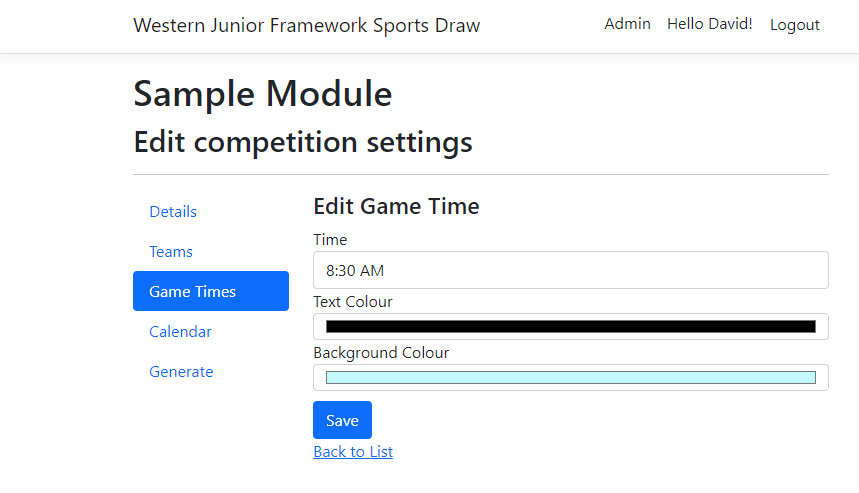 Western Junior Framework Sports Draw
Admin Hello David! Logout
Sample Module
Edit competition settings
Details
Teams
Game Times
Calendar
Generate
Edit Game Time
Time
8:30 AM
Text Colour
Background Colour
Save
Back to List